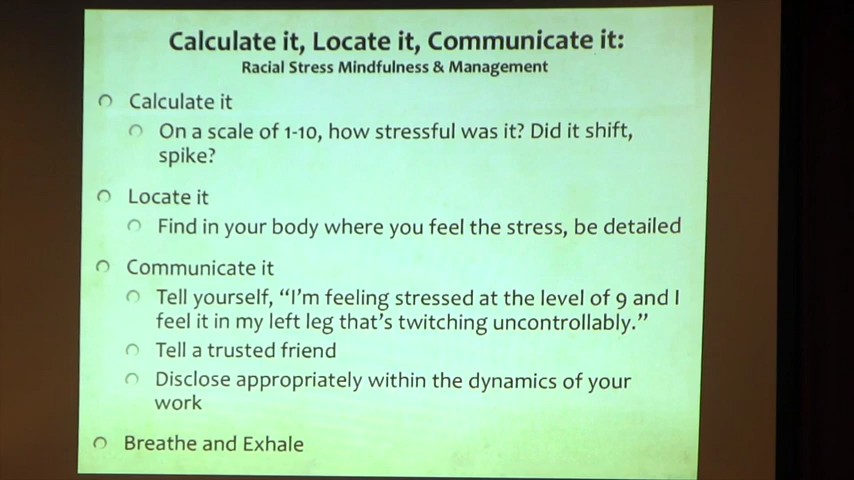 Calculate it, Locate it, Communicate it:
Racial Stress Mindfulness & Management
Calculate it
On a scale of 1-10, how stressful was it? Did it shift,
spike?
Locate it
Find in your body where you feel the stress, be detailed
Communicate it
Tell yourself, “I’m feeling stressed at the level of 9 and I
feel it in my left leg that’s twitching uncontrollably.”
Tell a trusted friend
Disclose appropriately within the dynamics of your
work
Breathe and Exhale